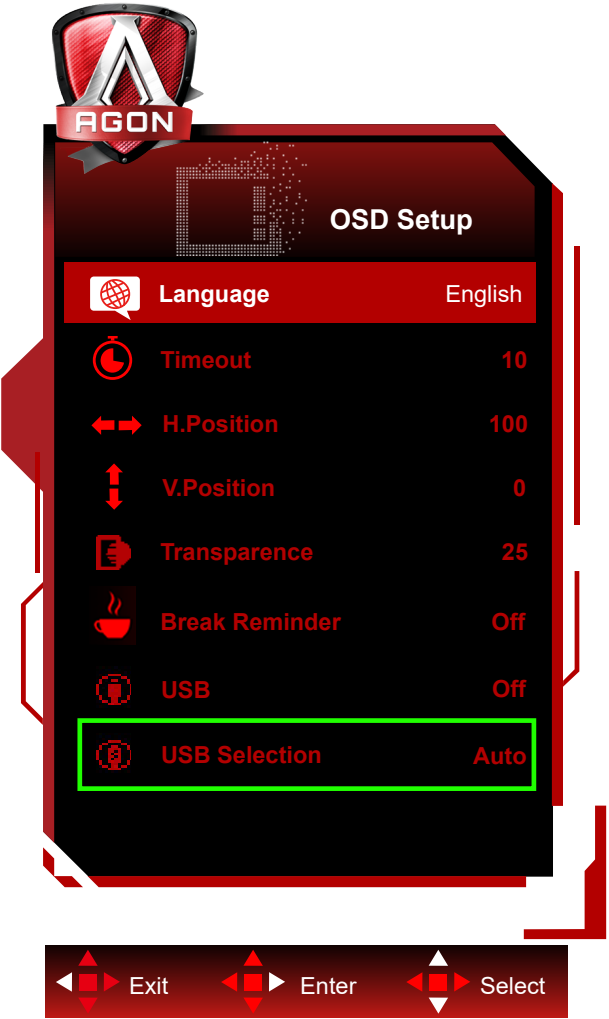 AGON
OSD Setup
Language English
Timeout 10
H.Position 100
V.Position 0
Transparence 25
Break Reminder Off
USB Off
USB Selection Auto
Exit Enter Select